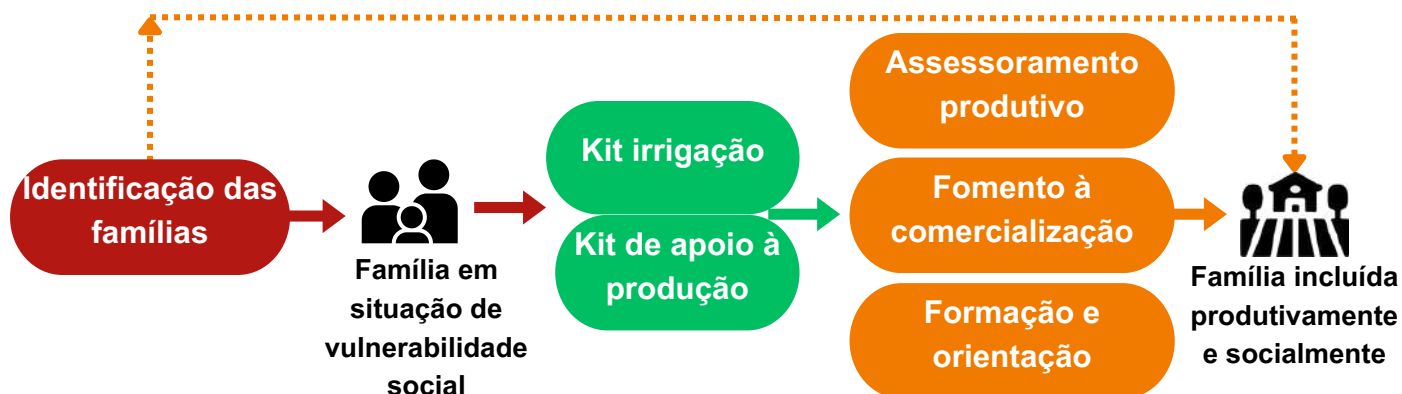 Identificação das
famílias
Família em
situação de
vulnerabilidade
social
Kit irrigação
Kit de apoio à
produção
Assessoramento
produtivo
Fomento à
comercialização
Formação e
orientação
Família incluída
produtivamente
e socialmente